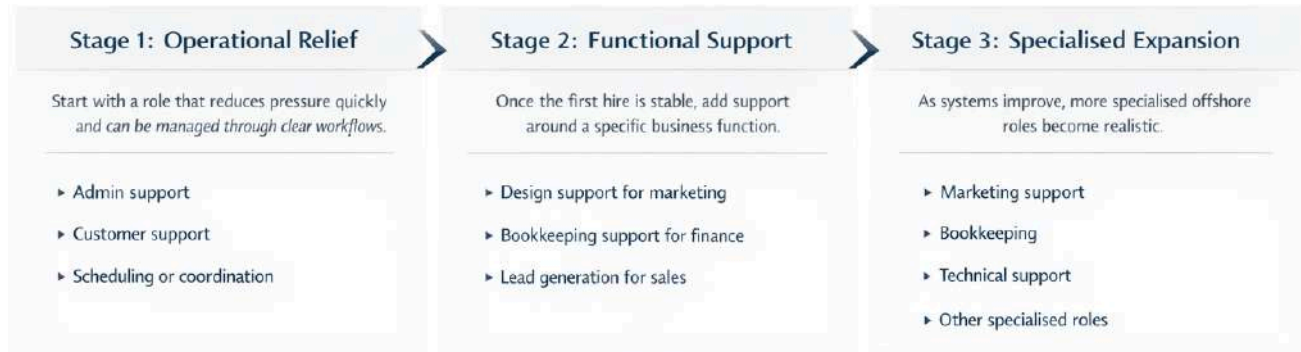 Stage 1: Operational Relief
Start with a role that reduces pressure quickly
and can be managed through clear workflows.
▸ Admin support
▸ Customer support
▸ Scheduling or coordination
Stage 2: Functional Support
Once the first hire is stable, add support
around a specific business function.
▸ Design support for marketing
▸ Bookkeeping support for finance
▸ Lead generation for sales
Stage 3: Specialised Expansion
As systems improve, more specialised offshore
roles become realistic.
▸ Marketing support
▸ Bookkeeping
▸ Technical support
▸ Other specialised roles